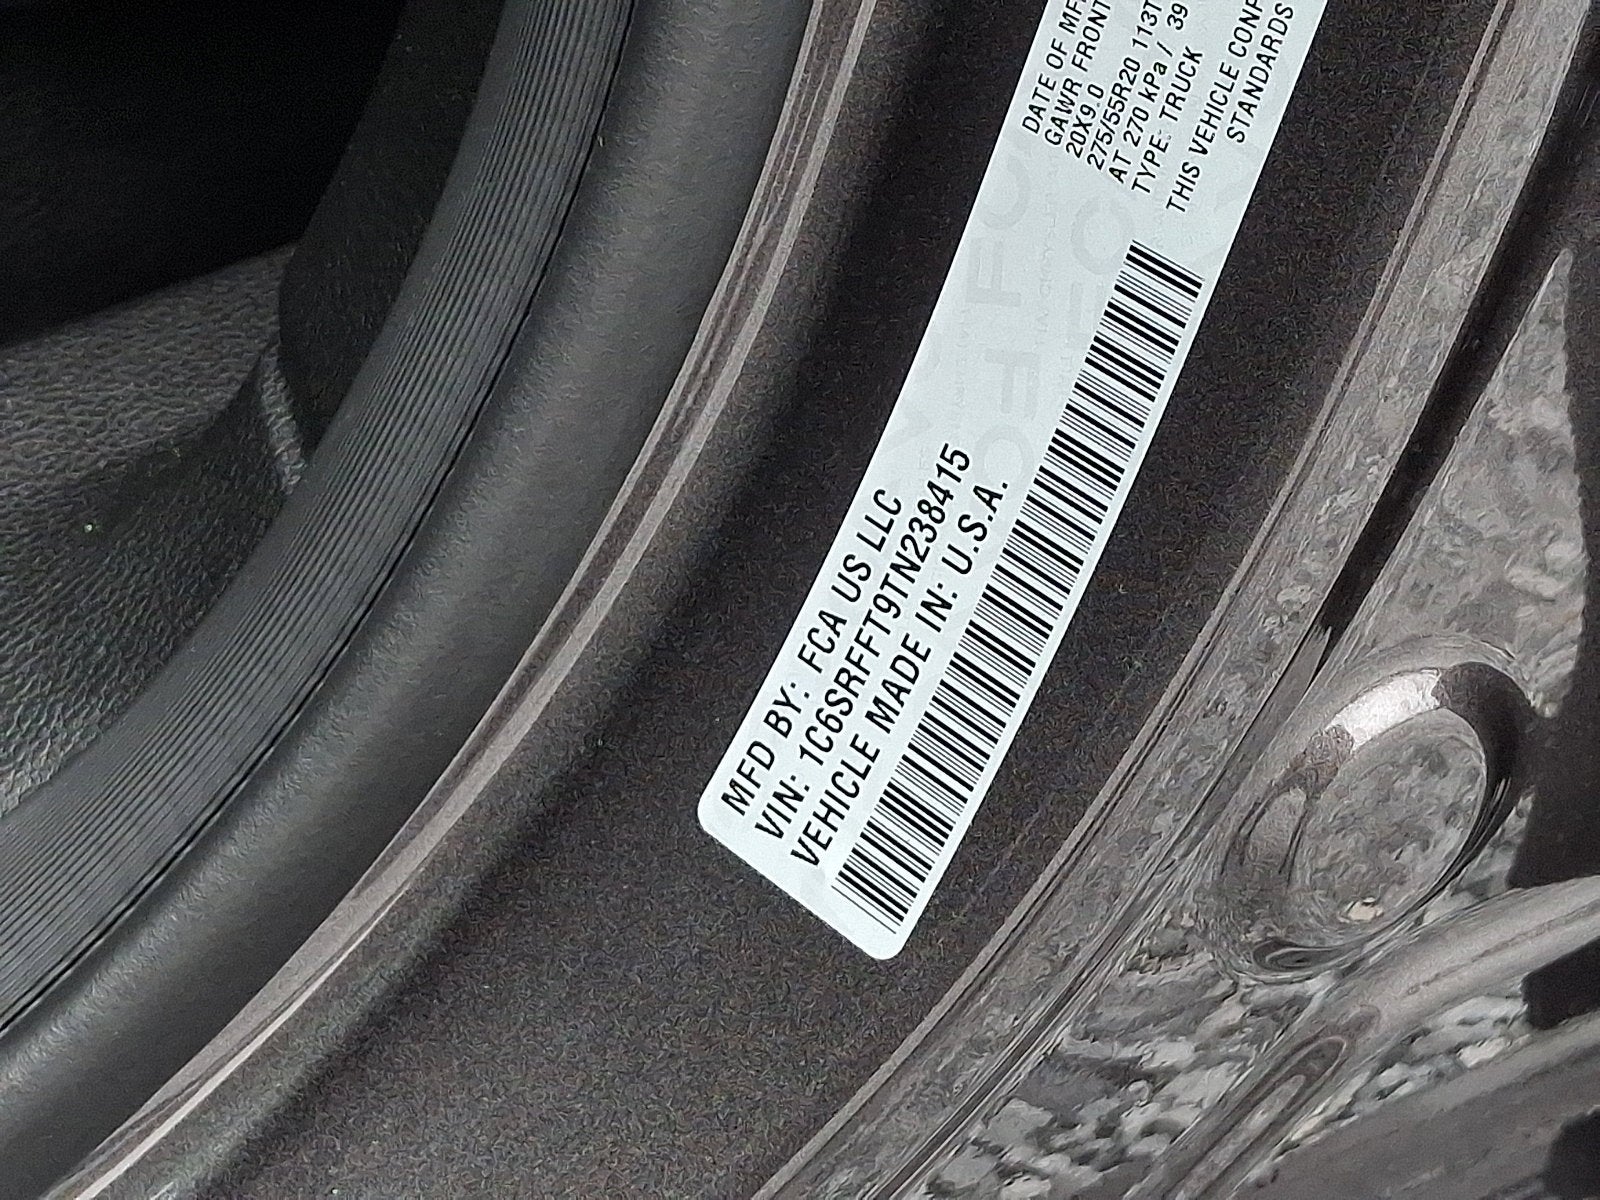 MFD BY: FCA US LLC
VIN: 1C6SRFFT9TN238415
VEHICLE MADE IN: U.S.A.
DATE OF MF
GAWR FRONT
20X9.0
275/55R20 113T
AT 270 kPa / 39
TYPE: TRUCK
THIS VEHICLE CONF
STANDARDS